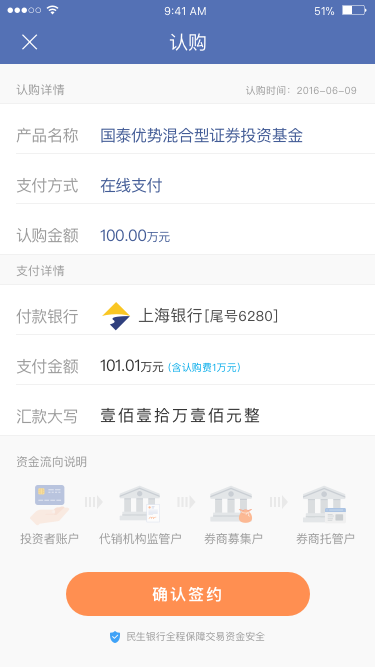 9:41 AM 51%
认购
认购详情 认购时间：2016-06-09
产品名称 国泰优势混合型证券投资基金
支付方式 在线支付
认购金额 100.00万元
支付详情
付款银行 上海银行[尾号6280]
支付金额 101.01万元 (含认购费1万元)
汇款大写 壹佰壹拾万壹佰元整
资金流向说明
投资者账户 代销机构监管户 券商募集户 券商托管户
确认签约
民生银行全程保障交易资金安全